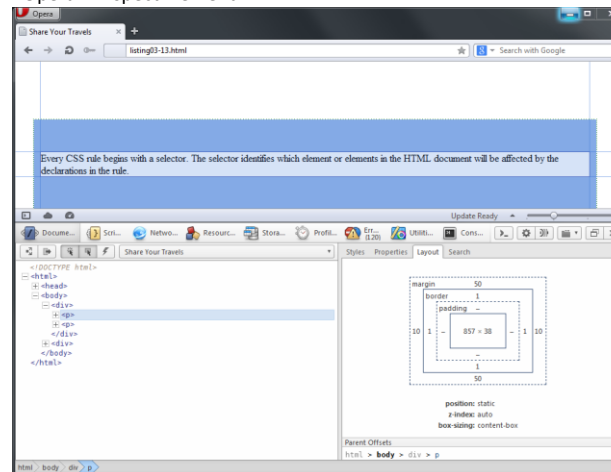 Opera
Share Your Travels
listing03-13.html
Search with Google
Every CSS rule begins with a selector. The selector identifies which element or elements in the HTML document will be affected by the
declarations in the rule.
Update Ready
Docume... Scri... Netwo... Resourc... Stora... Profil... Err... (120) Utiliti... Cons...
Share Your Travels
Styles Properties Layout Search
<!DOCTYPE html>
<html>
<head>
<body>
<div>
<p>
<p>
</div>
<div>
</body>
</html>
margin 50
border 1
padding –
10 1 – 857 × 38 – 1 10
–
1
50
position: static
z-index: auto
box-sizing: content-box
Parent Offsets
html > body > div > p
html body div p